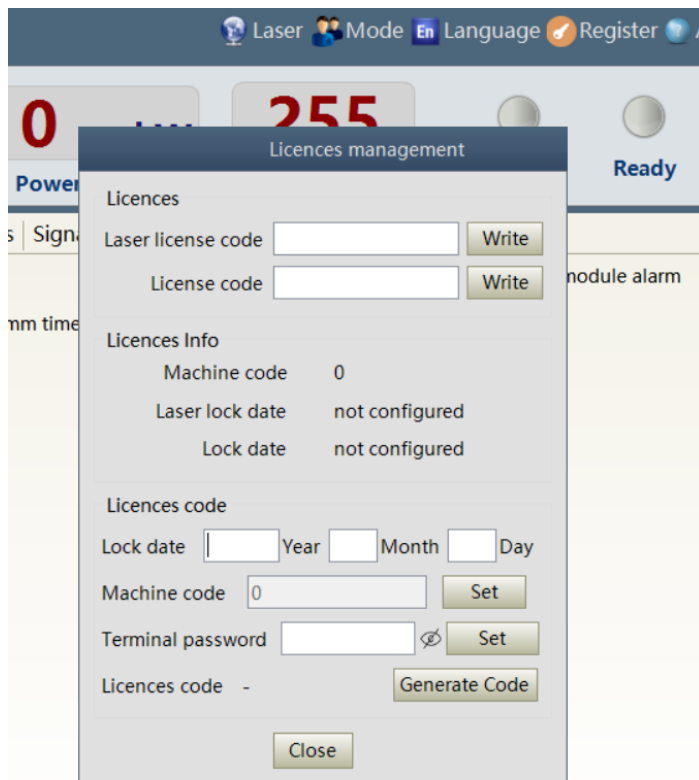 Laser Mode En Language Register
0 255
Licences management
Power Ready
Licences
Laser license code Write
License code Write
module alarm
mm time
Licences Info
Machine code 0
Laser lock date not configured
Lock date not configured
Licences code
Lock date Year Month Day
Machine code 0 Set
Terminal password Set
Licences code - Generate Code
Close